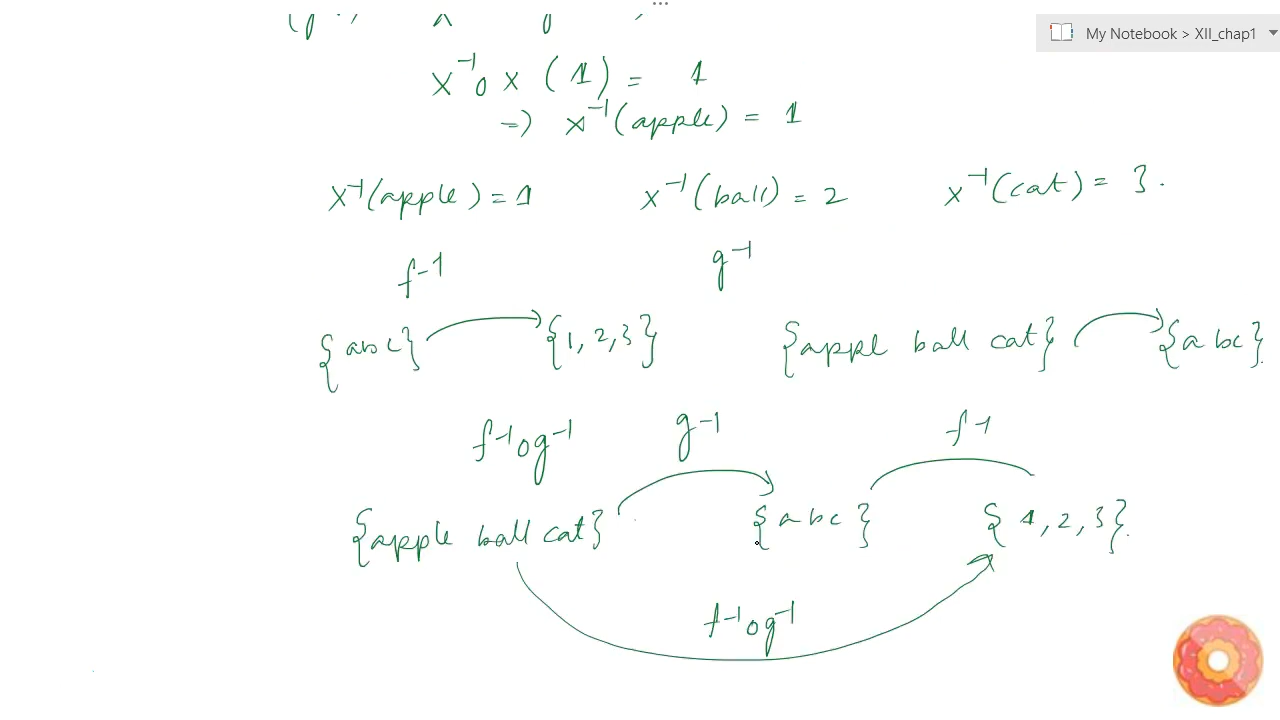 My Notebook > XII_chap1
x⁻¹o x (1) = 1
⇒ x⁻¹(apple) = 1
x⁻¹(apple) = 1 x⁻¹(ball) = 2 x⁻¹(cat) = 3.
f⁻¹ g⁻¹
{abc} {1, 2, 3} {appl ball cat} {a bc}.
f⁻¹og⁻¹ g⁻¹ f⁻¹
{apple ball cat} {a b c} {1, 2, 3}.
f⁻¹og⁻¹